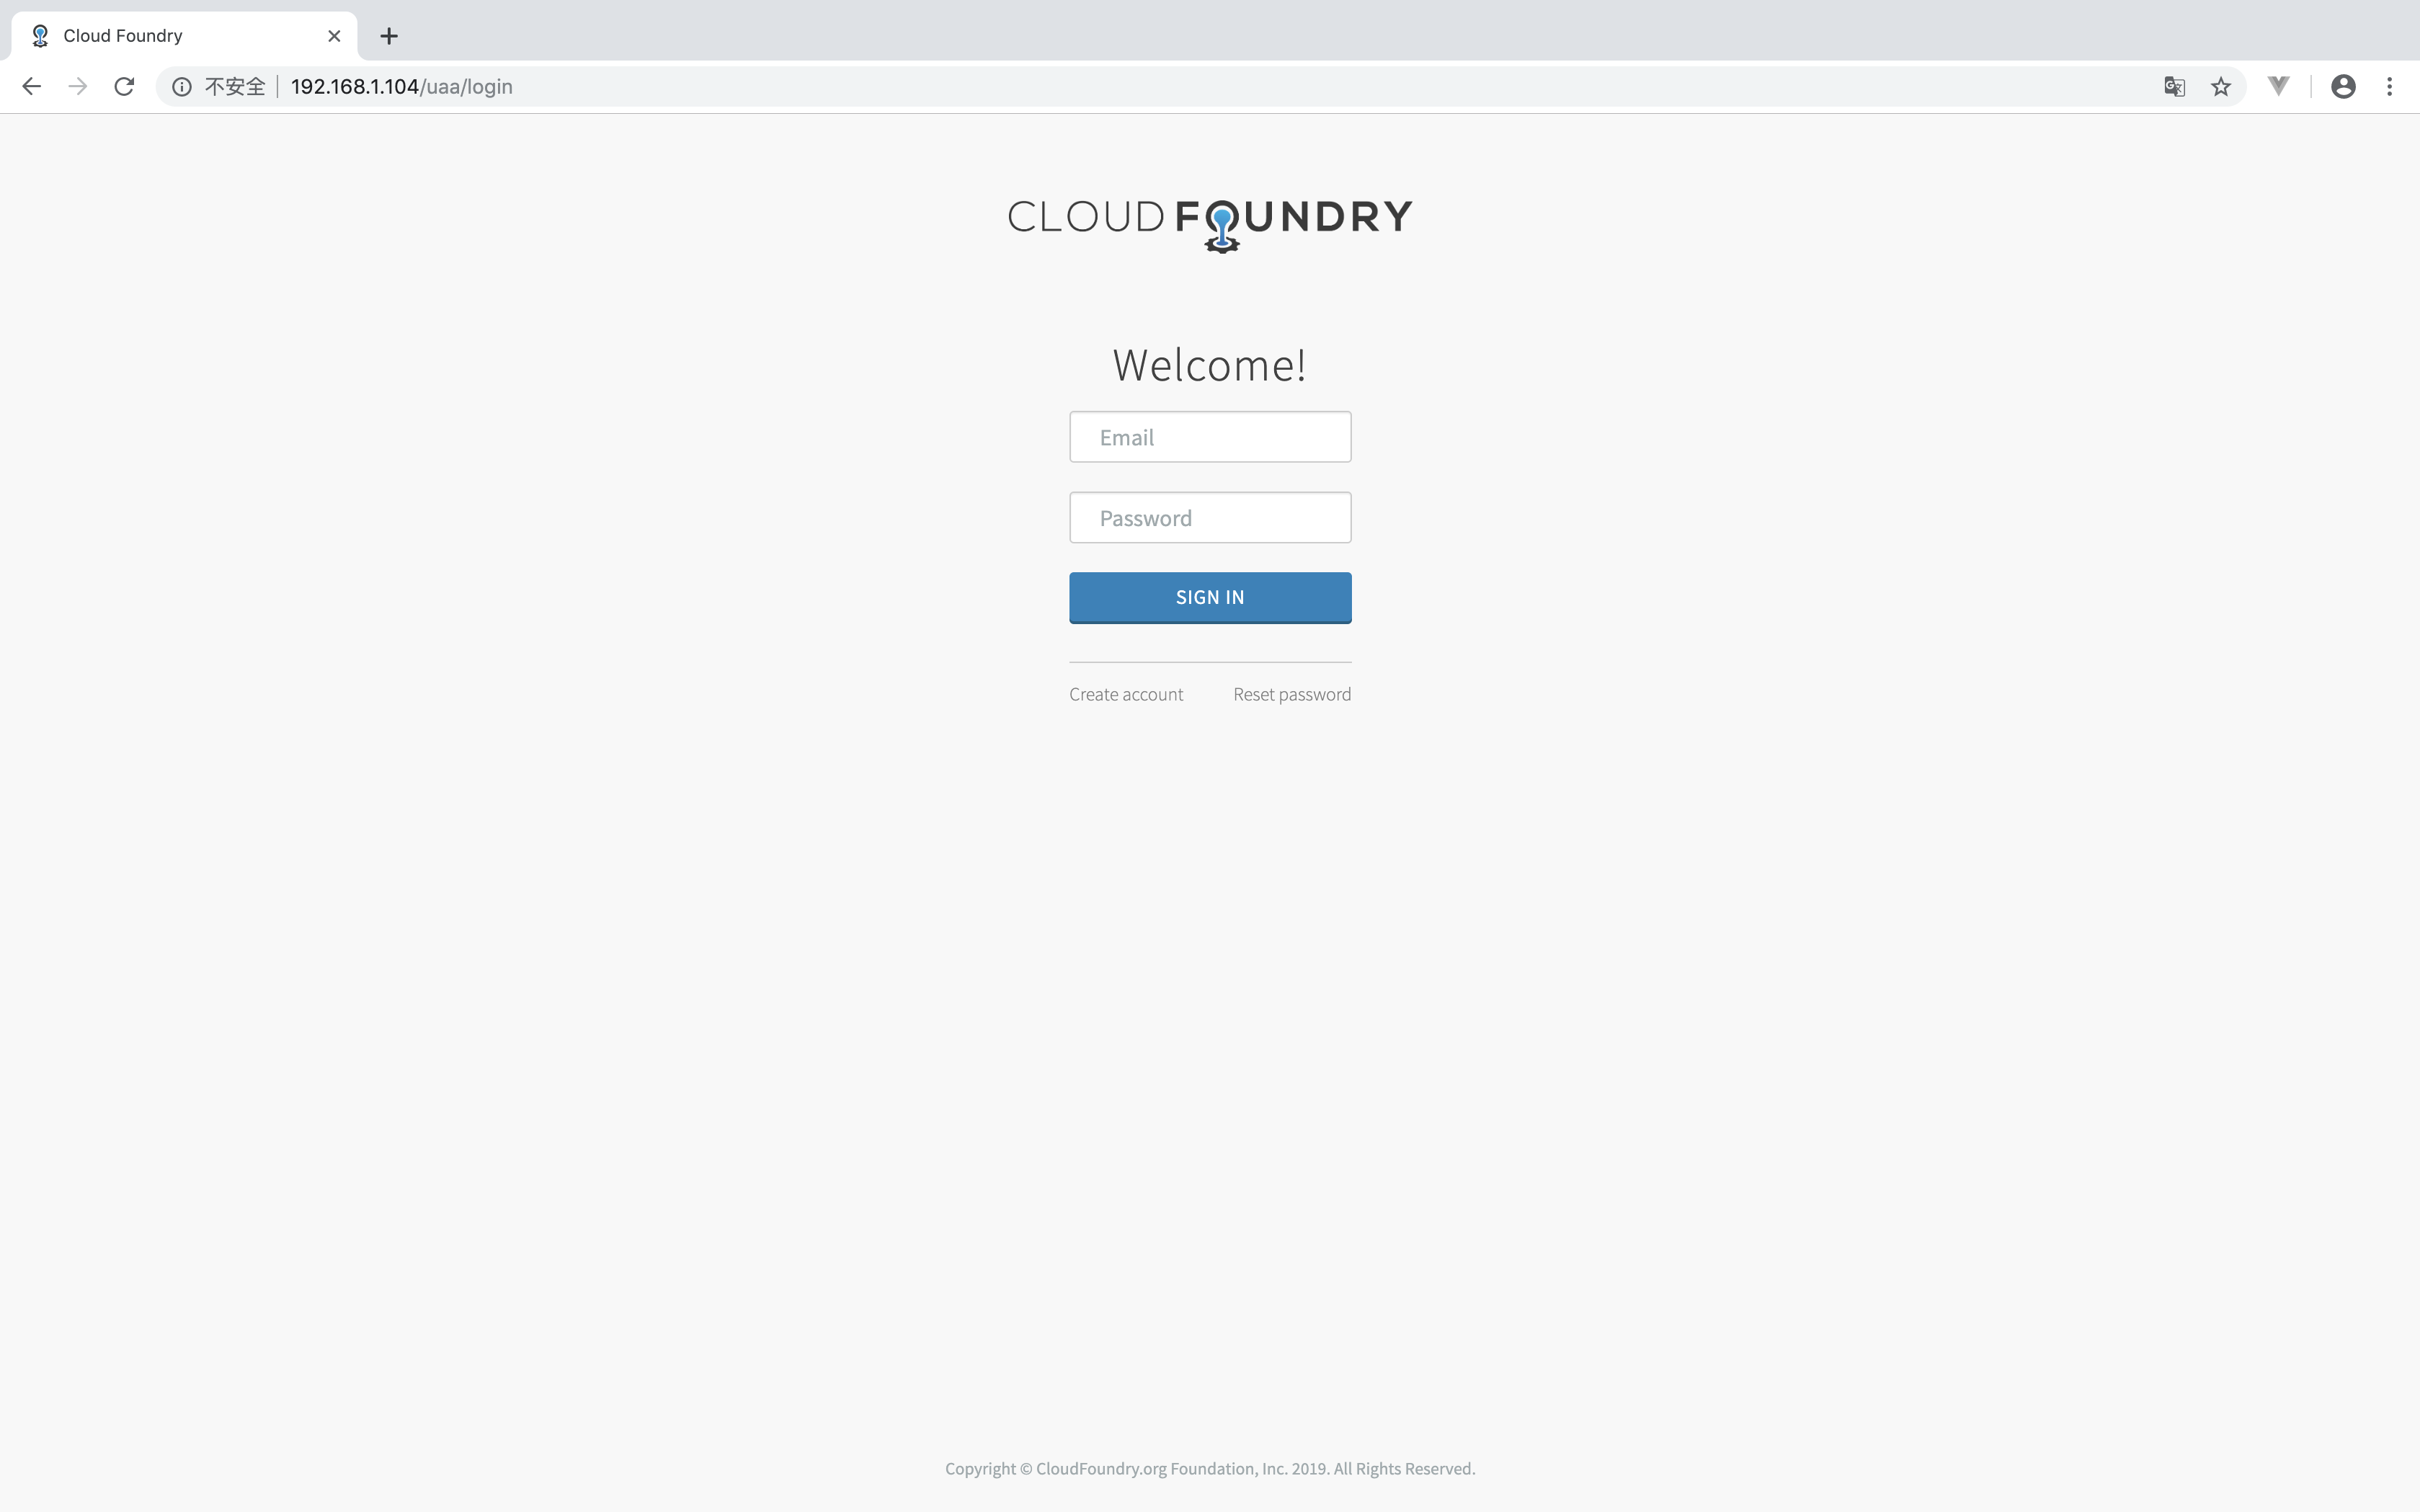 Cloud Foundry
不安全 192.168.1.104/uaa/login
CLOUD FOUNDRY
Welcome!
Email
Password
SIGN IN
Create account Reset password
Copyright © CloudFoundry.org Foundation, Inc. 2019. All Rights Reserved.